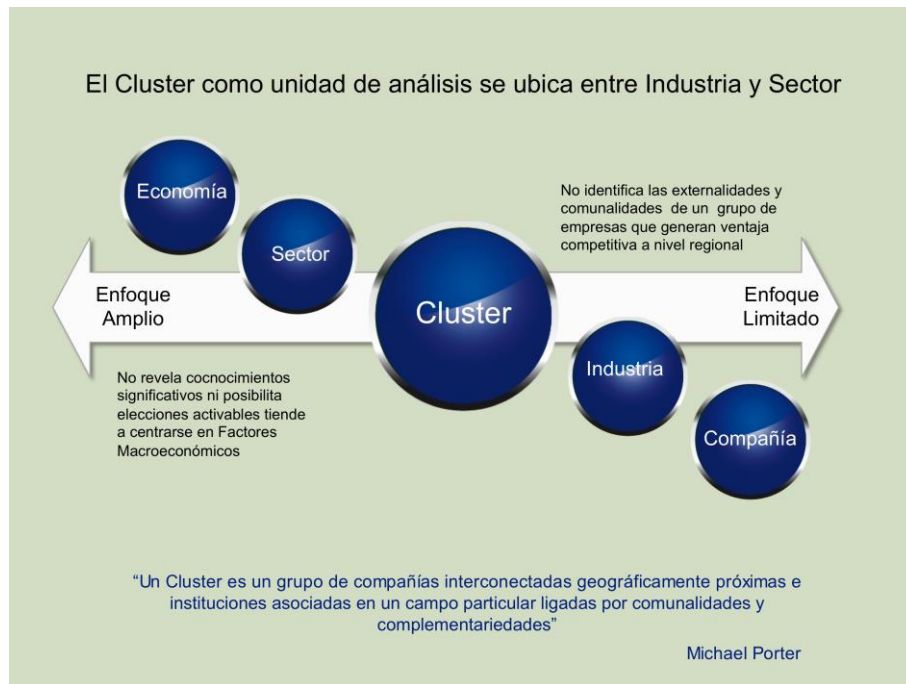 El Cluster como unidad de análisis se ubica entre Industria y Sector
Economía
Sector
Cluster
Industria
Compañía
No identifica las externalidades y
comunalidades de un grupo de
empresas que generan ventaja
competitiva a nivel regional
Enfoque
Amplio
Enfoque
Limitado
No revela cocnocimientos
significativos ni posibilita
elecciones activables tiende
a centrarse en Factores
Macroeconómicos
“Un Cluster es un grupo de compañías interconectadas geográficamente próximas e
instituciones asociadas en un campo particular ligadas por comunalidades y
complementariedades”
Michael Porter